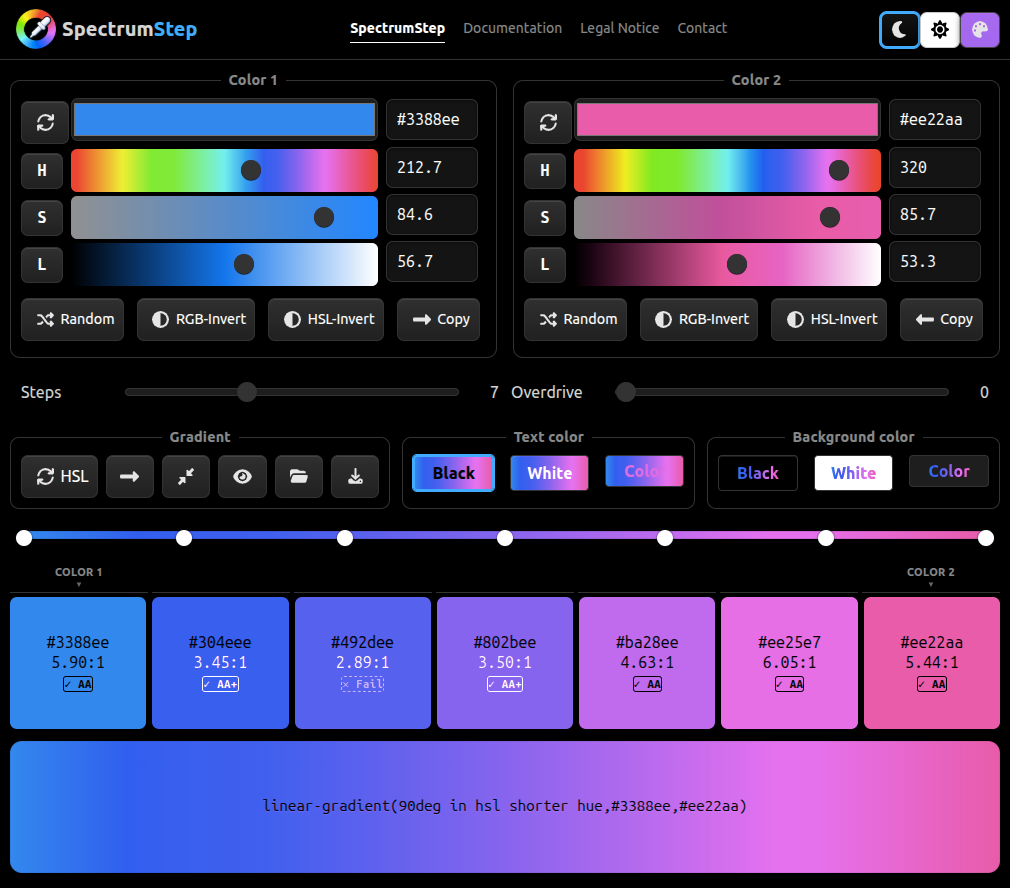 SpectrumStep
SpectrumStep Documentation Legal Notice Contact
Color 1
#3388ee
H 212.7
S 84.6
L 56.7
Random RGB-Invert HSL-Invert Copy
Color 2
#ee22aa
H 320
S 85.7
L 53.3
Random RGB-Invert HSL-Invert Copy
Steps 7 Overdrive 0
Gradient
HSL
Text color
Black White Color
Background color
Black White Color
COLOR 1 COLOR 2
#3388ee #304eee #492dee #802bee #ba28ee #ee25e7 #ee22aa
5.90:1 3.45:1 2.89:1 3.50:1 4.63:1 6.05:1 5.44:1
✓ AA ✓ AA+ × Fail ✓ AA+ ✓ AA ✓ AA ✓ AA
linear-gradient(90deg in hsl shorter hue,#3388ee,#ee22aa)